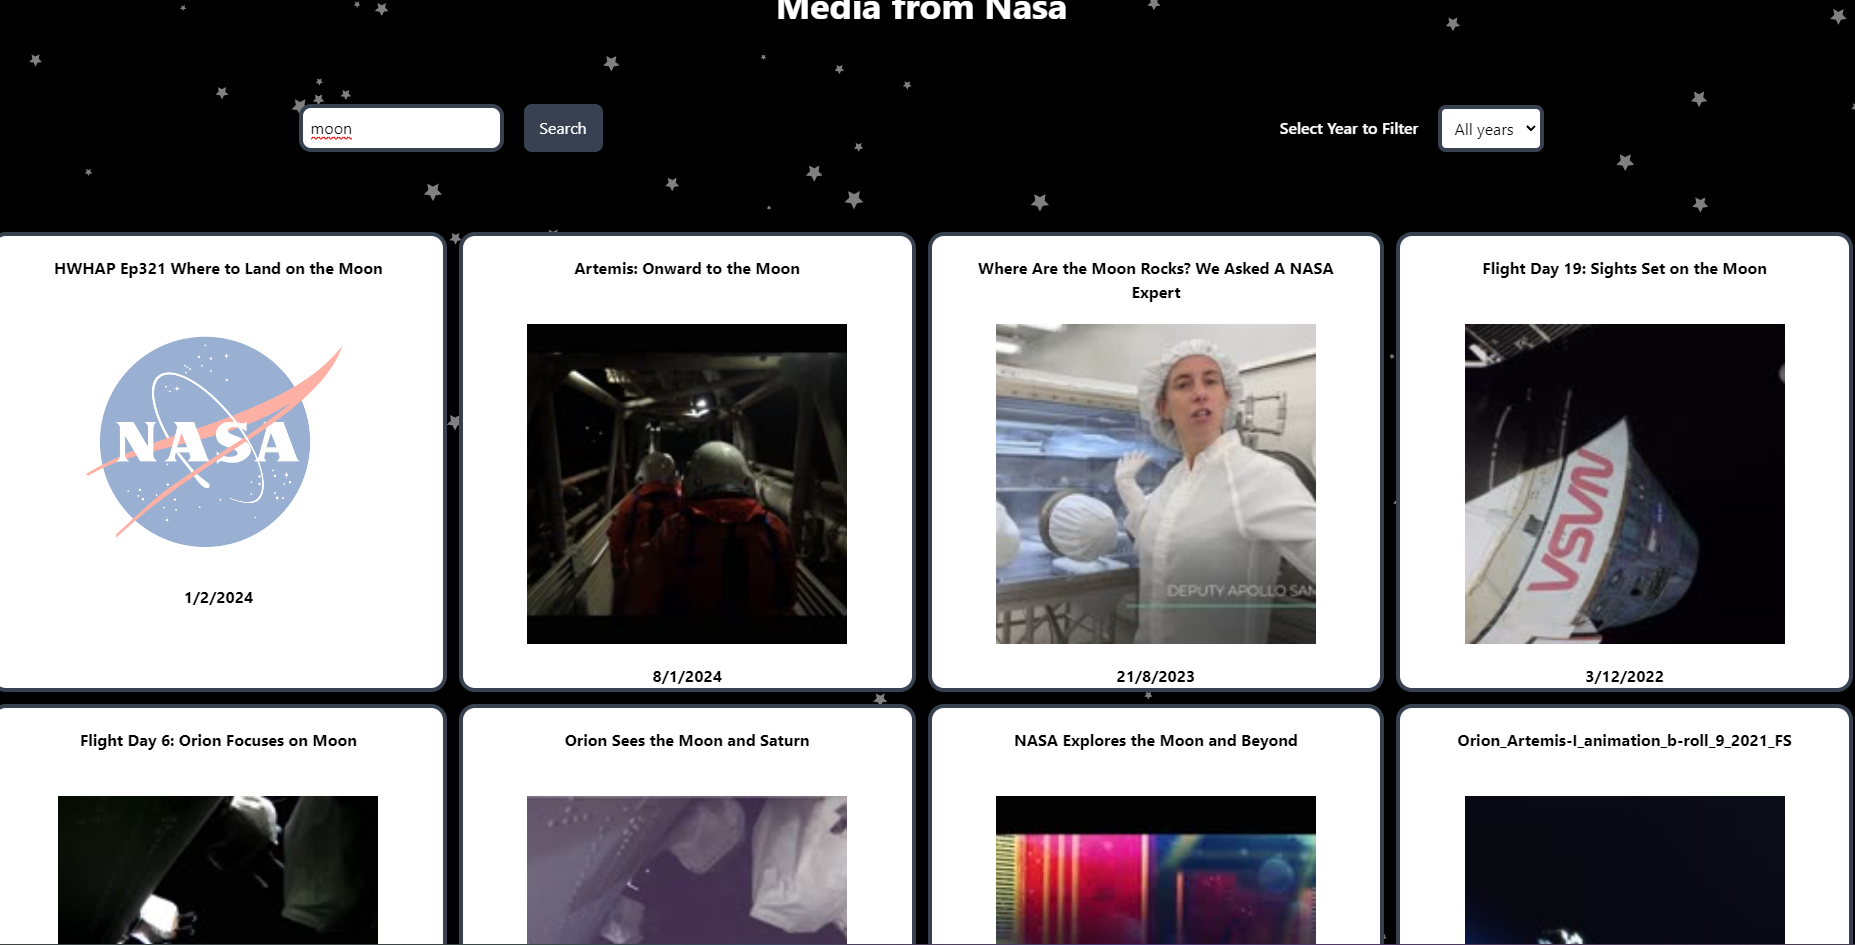 Media from Nasa
moon
Search
Select Year to Filter
All years
HWHAP Ep321 Where to Land on the Moon
Artemis: Onward to the Moon
Where Are the Moon Rocks? We Asked A NASA
Expert
Flight Day 19: Sights Set on the Moon
NASA
NASA
DEPUTY APOLLO SAM
1/2/2024
8/1/2024
21/8/2023
3/12/2022
Flight Day 6: Orion Focuses on Moon
Orion Sees the Moon and Saturn
NASA Explores the Moon and Beyond
Orion_Artemis-I_animation_b-roll_9_2021_FS